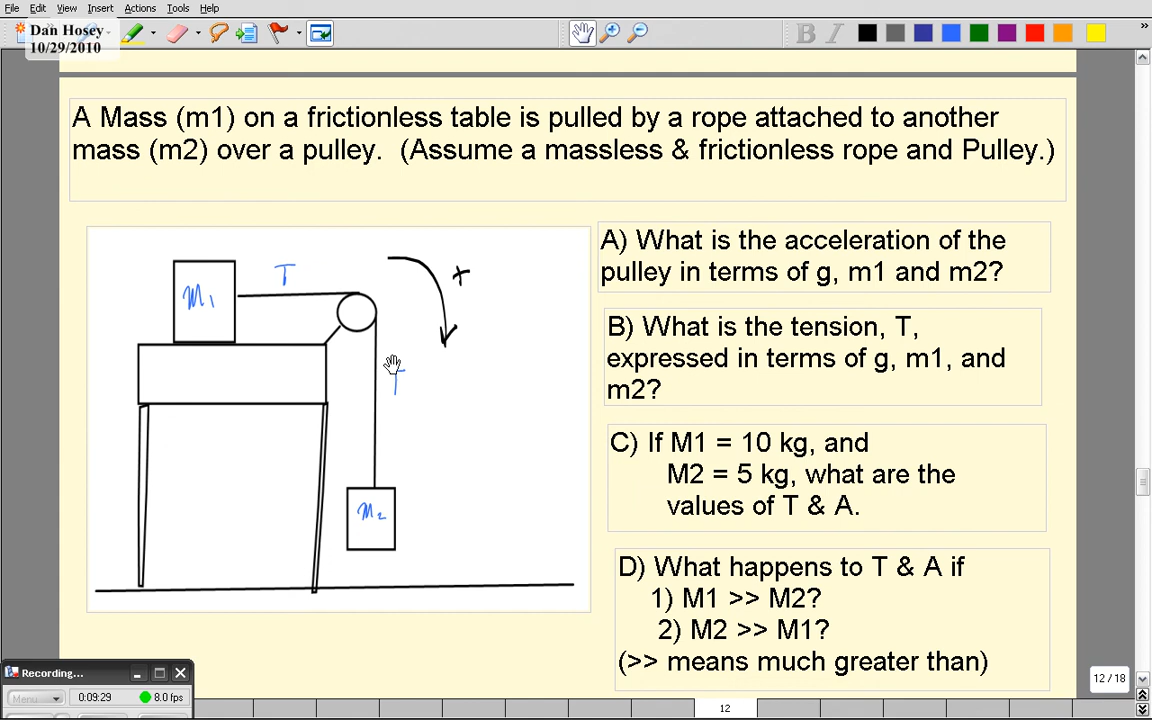 File Edit View Insert Actions Tools Help
Dan Hosey
10/29/2010
B I
A Mass (m1) on a frictionless table is pulled by a rope attached to another
mass (m2) over a pulley. (Assume a massless & frictionless rope and Pulley.)
T
m1
+
T
m2
A) What is the acceleration of the
pulley in terms of g, m1 and m2?
B) What is the tension, T,
expressed in terms of g, m1, and
m2?
C) If M1 = 10 kg, and
M2 = 5 kg, what are the
values of T & A.
D) What happens to T & A if
1) M1 >> M2?
2) M2 >> M1?
(>> means much greater than)
Recording...
Menu 0:09:29 8.0 fps
12 / 18
12